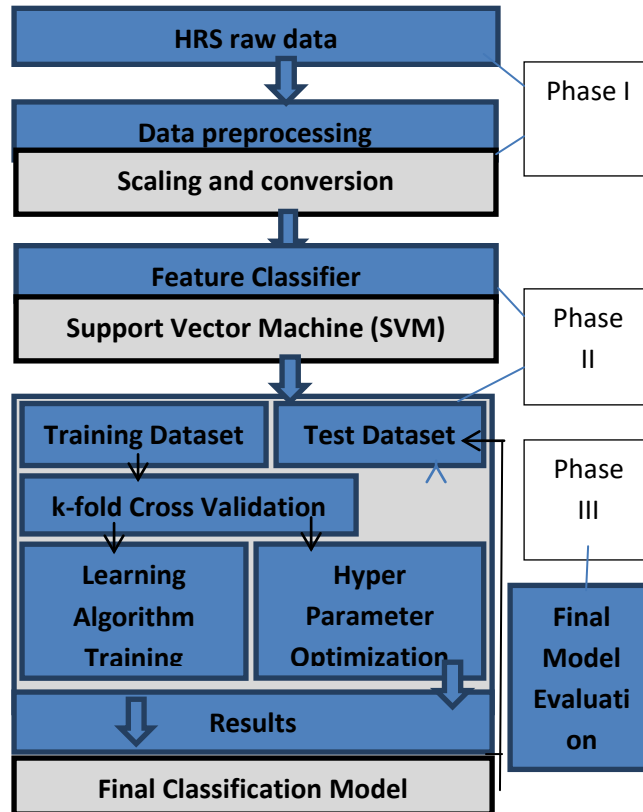 HRS raw data
Phase I
Data preprocessing
Scaling and conversion
Feature Classifier
Support Vector Machine (SVM)
Phase
II
Training Dataset
Test Dataset
Phase
III
k-fold Cross Validation
Learning
Algorithm
Training
Hyper
Parameter
Optimization
Final
Model
Evaluati
on
Results
Final Classification Model